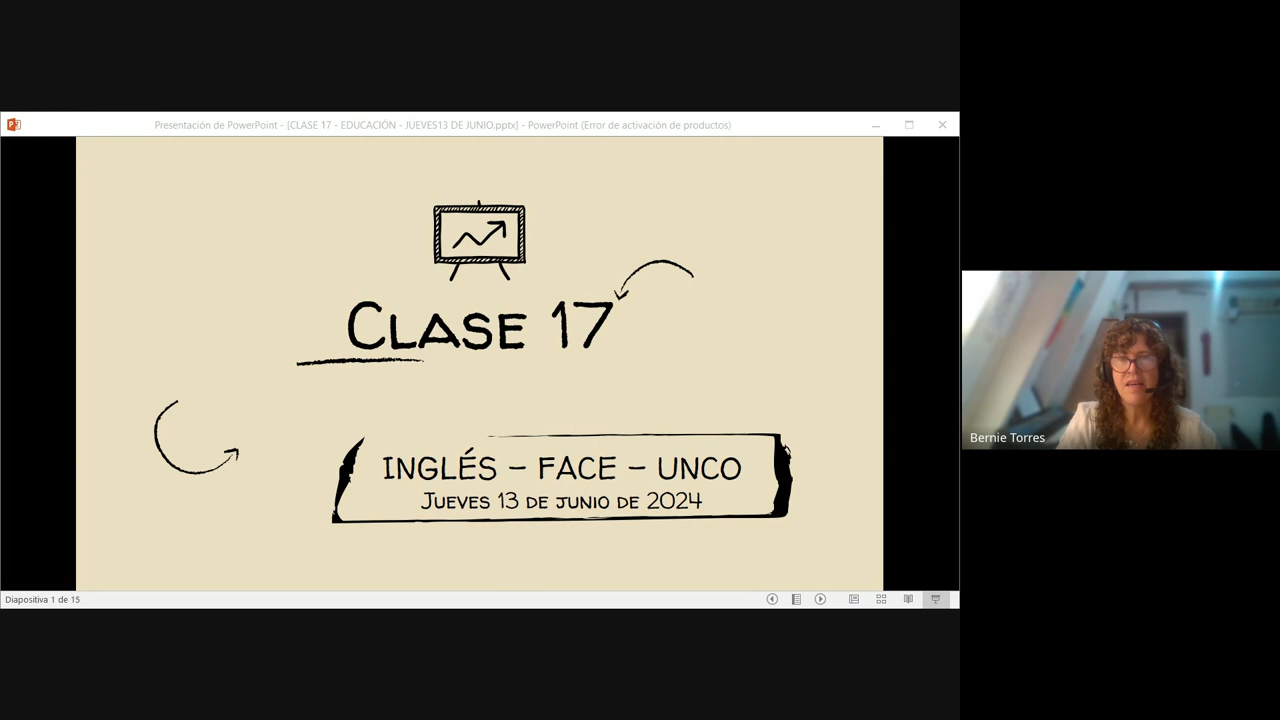 Presentación de PowerPoint - [CLASE 17 - EDUCACIÓN - JUEVES13 DE JUNIO.pptx] - PowerPoint (Error de activación de productos)
CLASE 17
INGLÉS – FACE – UNCO
JUEVES 13 DE JUNIO DE 2024
Bernie Torres
Diapositiva 1 de 15